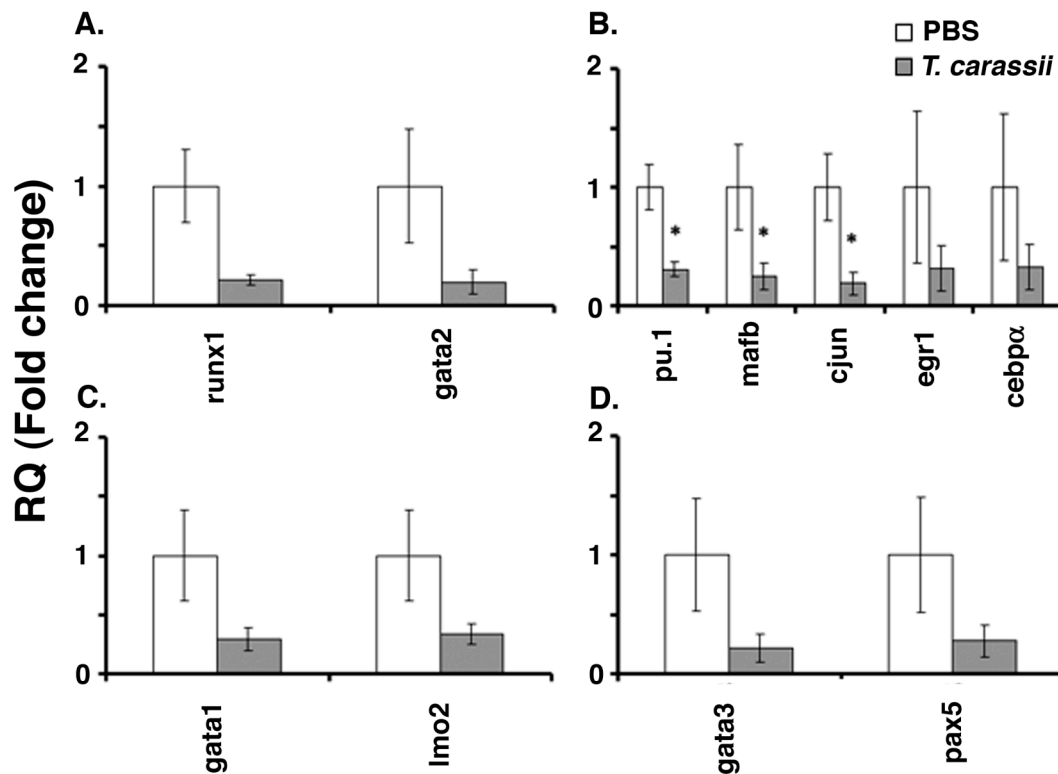 A.
B.
PBS
T. carassii
RQ (Fold change)
2
1
0
runx1
gata2
2
1
0
*
*
*
pu.1
mafb
cjun
egr1
cebpα
C.
D.
2
1
0
gata1
lmo2
2
1
0
gata3
pax5